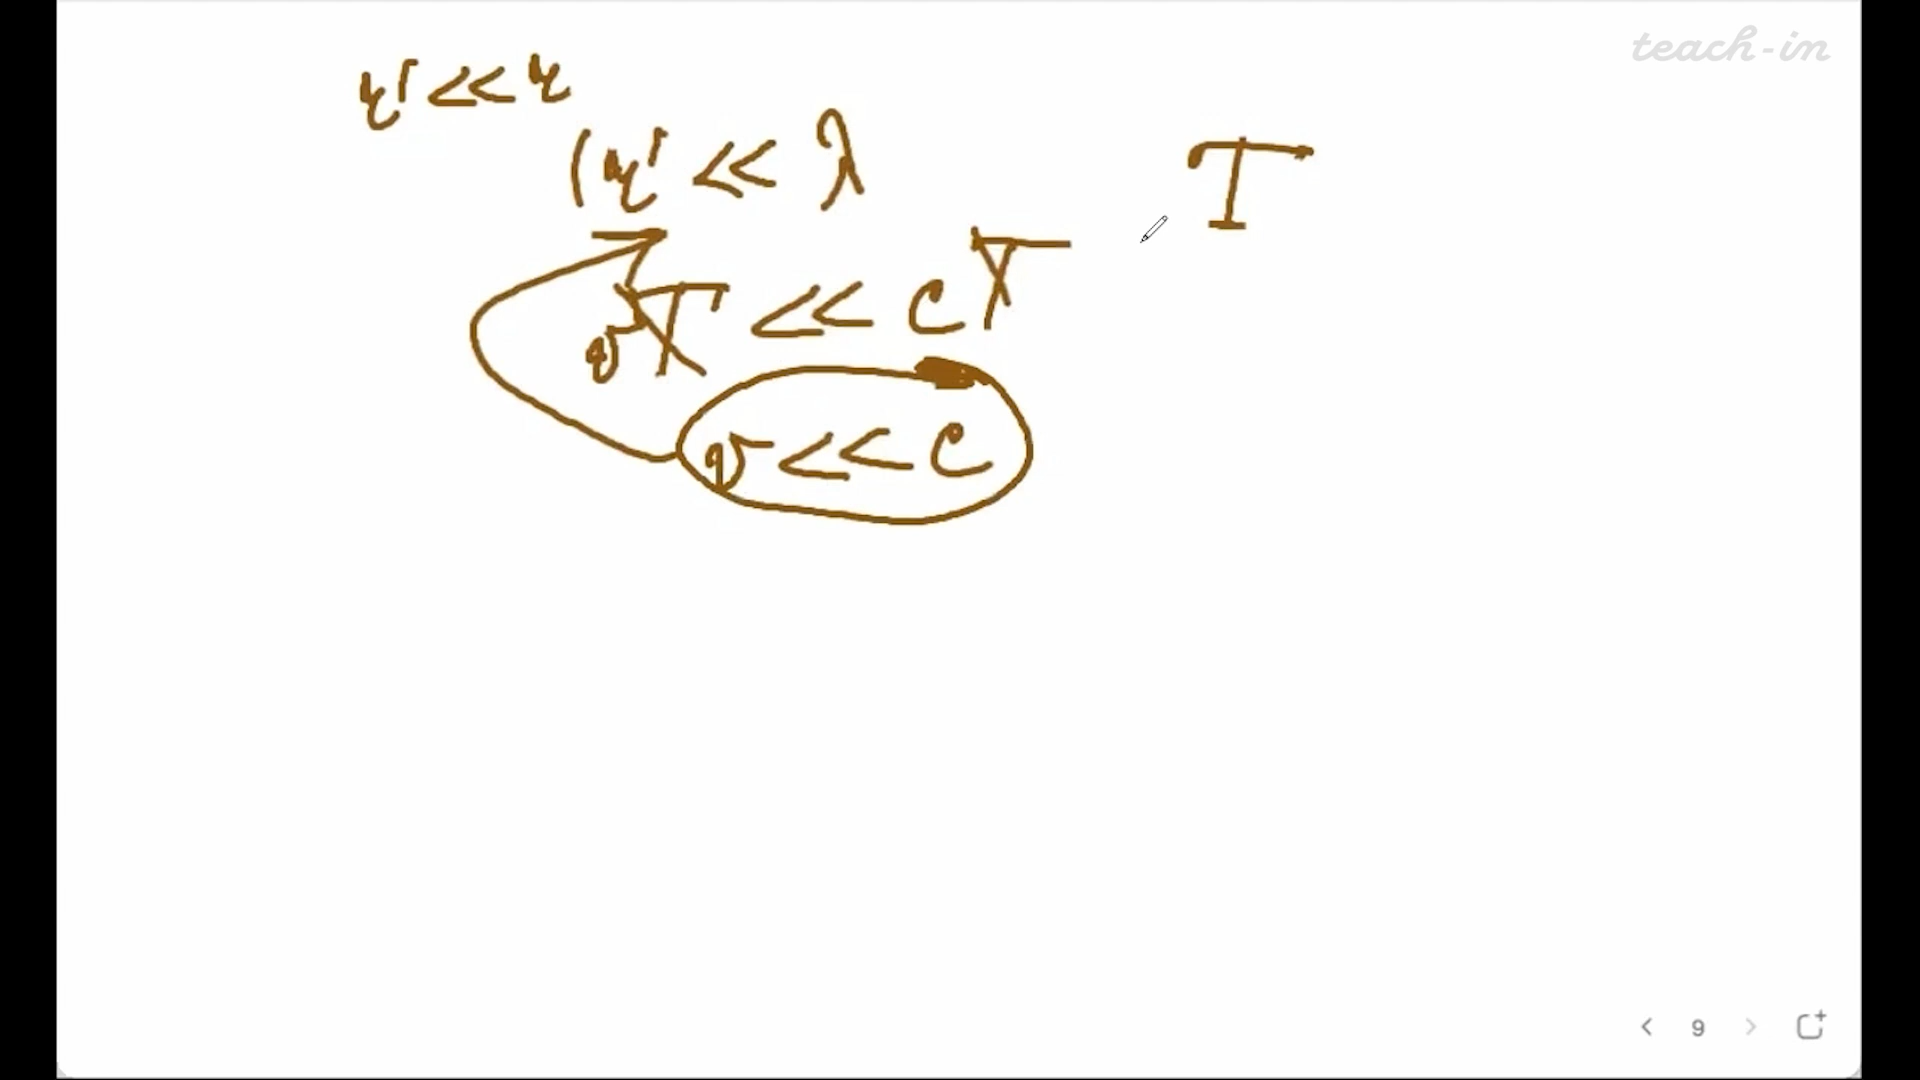 teach-in
r' << r
(r' << λ
T
vT << cT
v << c
9